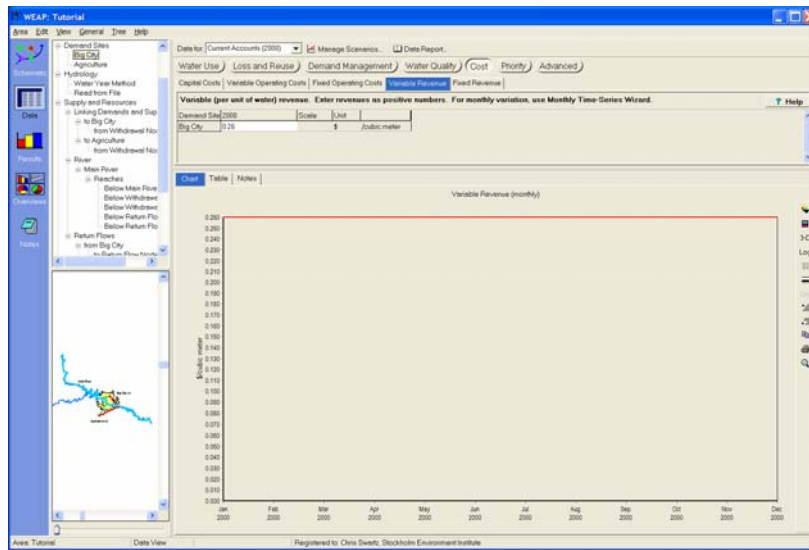 WEAP: Tutorial
Area Edit View General Tree Help
Schematic
Data
Results
Overviews
Notes
Demand Sites
Big City
Agriculture
Hydrology
Water Year Method
Read from File
Supply and Resources
Linking Demands and Sup
to Big City
from Withdrawal No
to Agriculture
from Withdrawal No
River
Main River
Reaches
Below Main Rive
Below Withdrawa
Below Withdrawa
Below Return Flo
Below Return Flo
Return Flows
from Big City
to Return Flow Node
Data for: Current Accounts (2000) Manage Scenarios... Data Report...
Water Use Loss and Reuse Demand Management Water Quality Cost Priority Advanced
Capital Costs Variable Operating Costs Fixed Operating Costs Variable Revenue Fixed Revenue
Variable (per unit of water) revenue. Enter revenues as positive numbers. For monthly variation, use Monthly Time-Series Wizard.
? Help
Demand Site 2000 Scale Unit
Big City 0.26 $ /cubic meter
Chart Table Notes
Variable Revenue (monthly)
$/cubic meter
0.260
0.250
0.240
0.230
0.220
0.210
0.200
0.190
0.180
0.170
0.160
0.150
0.140
0.130
0.120
0.110
0.100
0.090
0.080
0.070
0.060
0.050
0.040
0.030
0.020
0.010
0.000
Jan Feb Mar Apr May Jun Jul Aug Sep Oct Nov Dec
2000 2000 2000 2000 2000 2000 2000 2000 2000 2000 2000 2000
3-D
Log
Area: Tutorial Data View Registered to: Chris Swartz, Stockholm Environment Institute